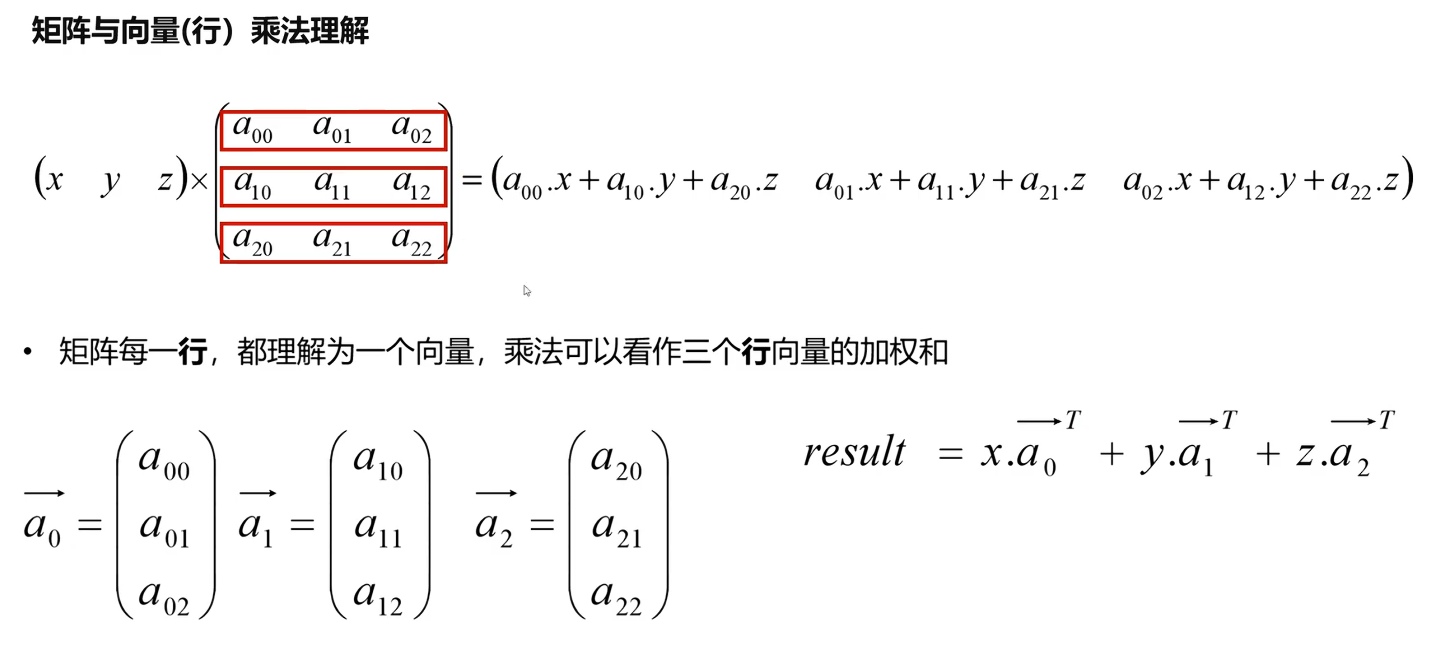 矩阵与向量(行）乘法理解
(x y z)×(a00 a01 a02
a10 a11 a12
a20 a21 a22) = (a00.x+a10.y+a20.z a01.x+a11.y+a21.z a02.x+a12.y+a22.z)
• 矩阵每一行，都理解为一个向量，乘法可以看作三个行向量的加权和
result = x.a0^T + y.a1^T + z.a2^T
a0 = (a00 a01 a02) a1 = (a10 a11 a12) a2 = (a20 a21 a22)